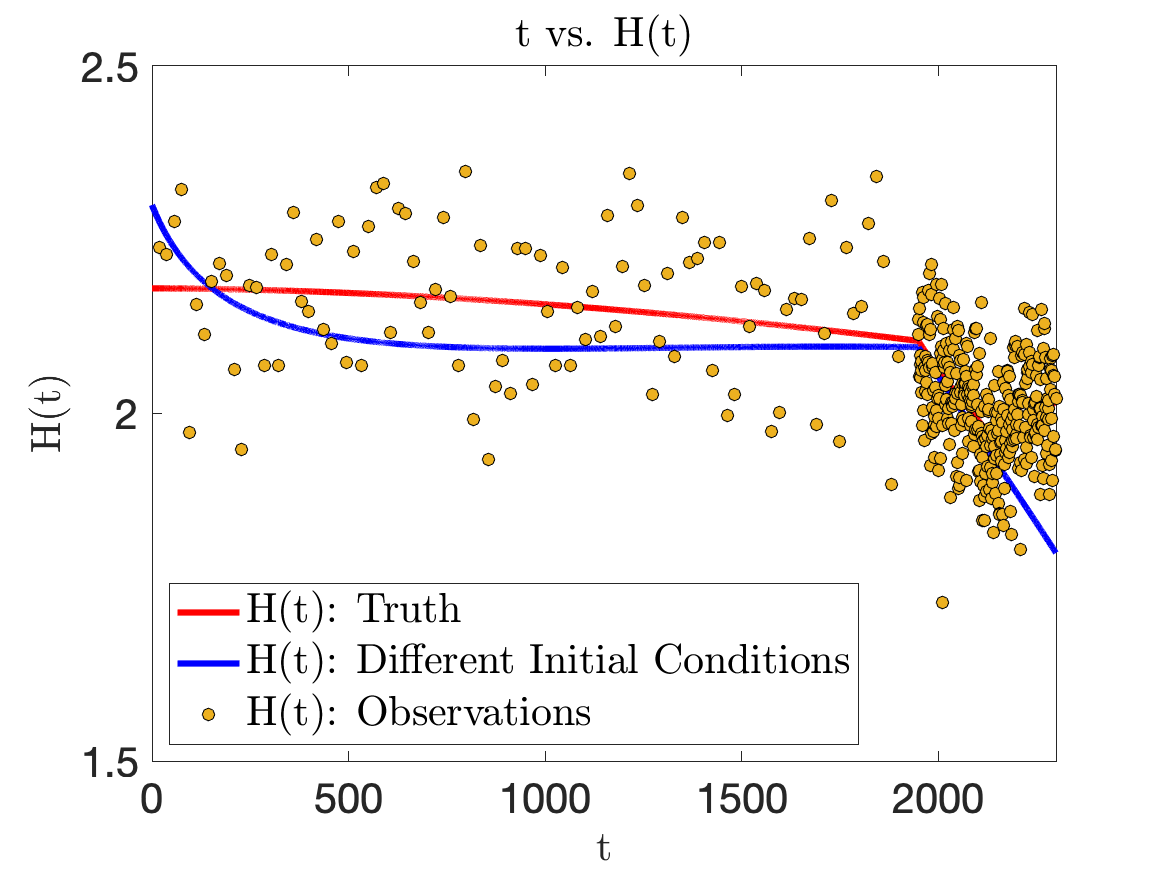 t vs. H(t)
2.5
2
1.5
H(t)
H(t): Truth
H(t): Different Initial Conditions
H(t): Observations
0 500 1000 1500 2000
t